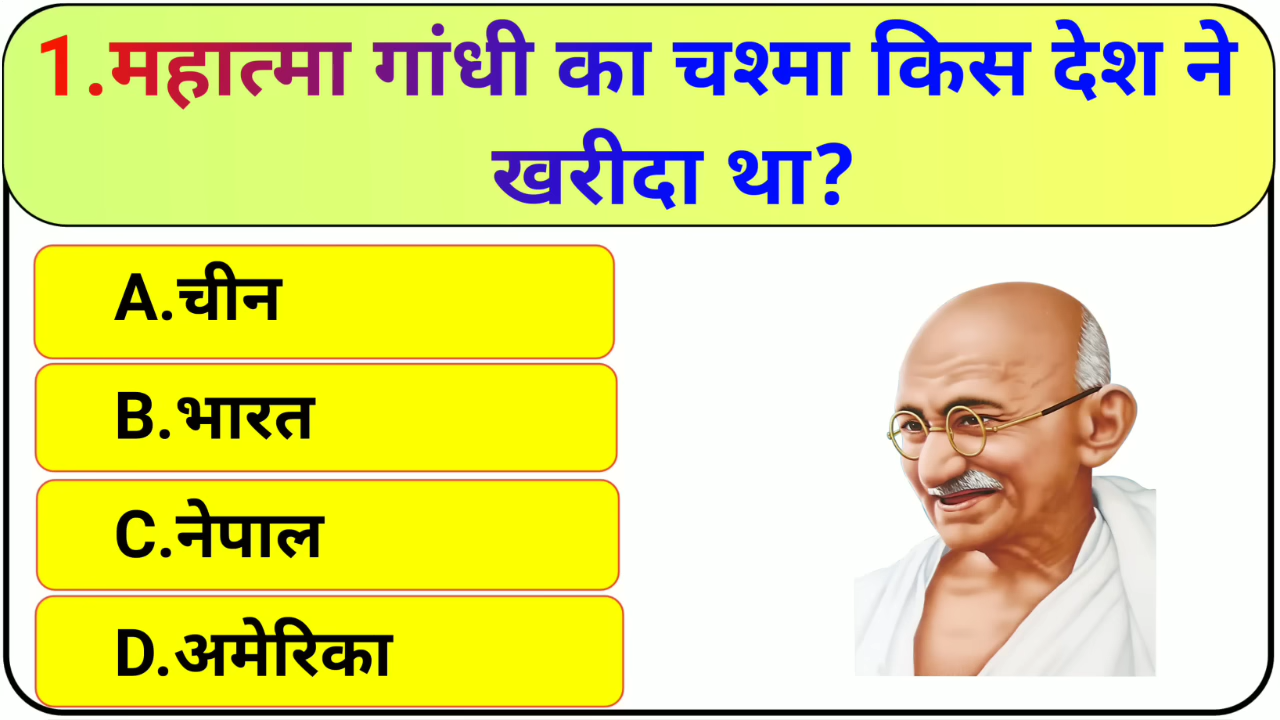 1.महात्मा गांधी का चश्मा किस देश ने
खरीदा था?
A.चीन
B.भारत
C.नेपाल
D.अमेरिका